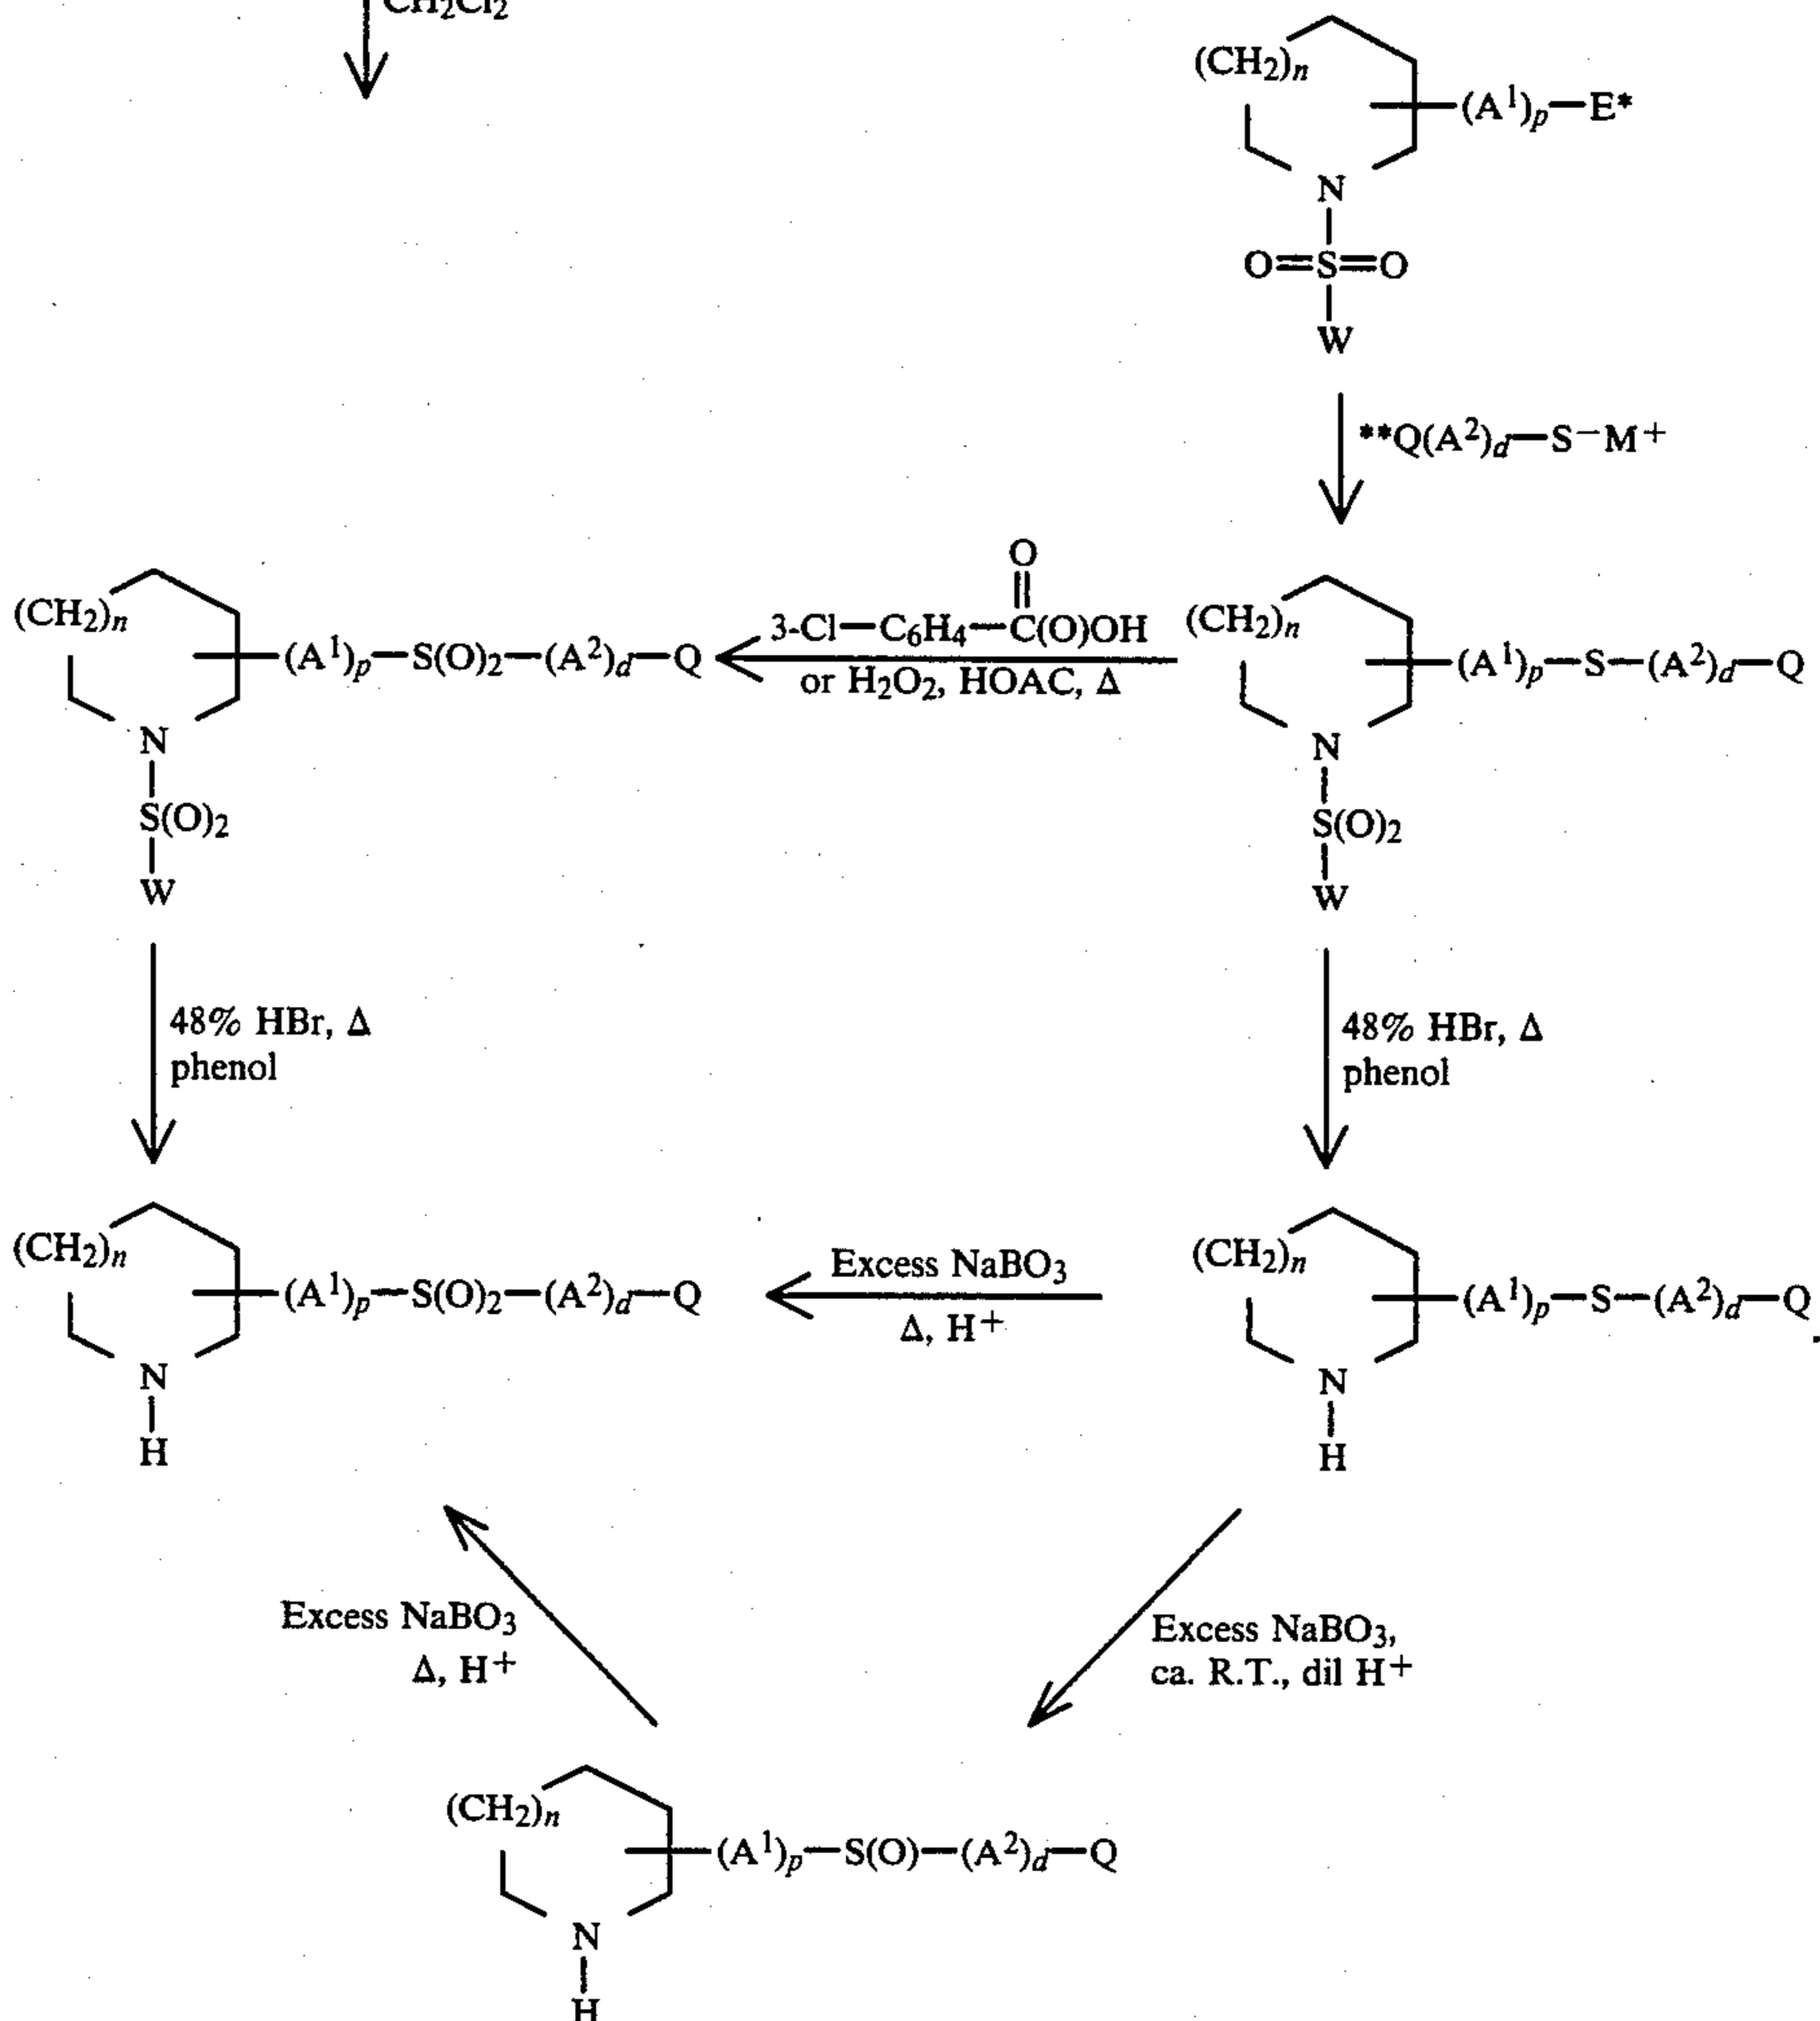 CH2Cl2
(CH2)n
(A1)p—E*
N
O=S=O
W
**Q(A2)d—S−M+
O
3-Cl—C6H4—C(O)OH
or H2O2, HOAC, Δ
(CH2)n
(A1)p—S(O)2—(A2)d—Q
N
S(O)2
W
(CH2)n
(A1)p—S—(A2)d—Q
N
S(O)2
W
48% HBr, Δ
phenol
48% HBr, Δ
phenol
(CH2)n
(A1)p—S(O)2—(A2)d—Q
N
H
Excess NaBO3
Δ, H+
(CH2)n
(A1)p—S—(A2)d—Q
N
H
.
Excess NaBO3
Δ, H+
Excess NaBO3,
ca. R.T., dil H+
(CH2)n
(A1)p—S(O)—(A2)d—Q
N
H